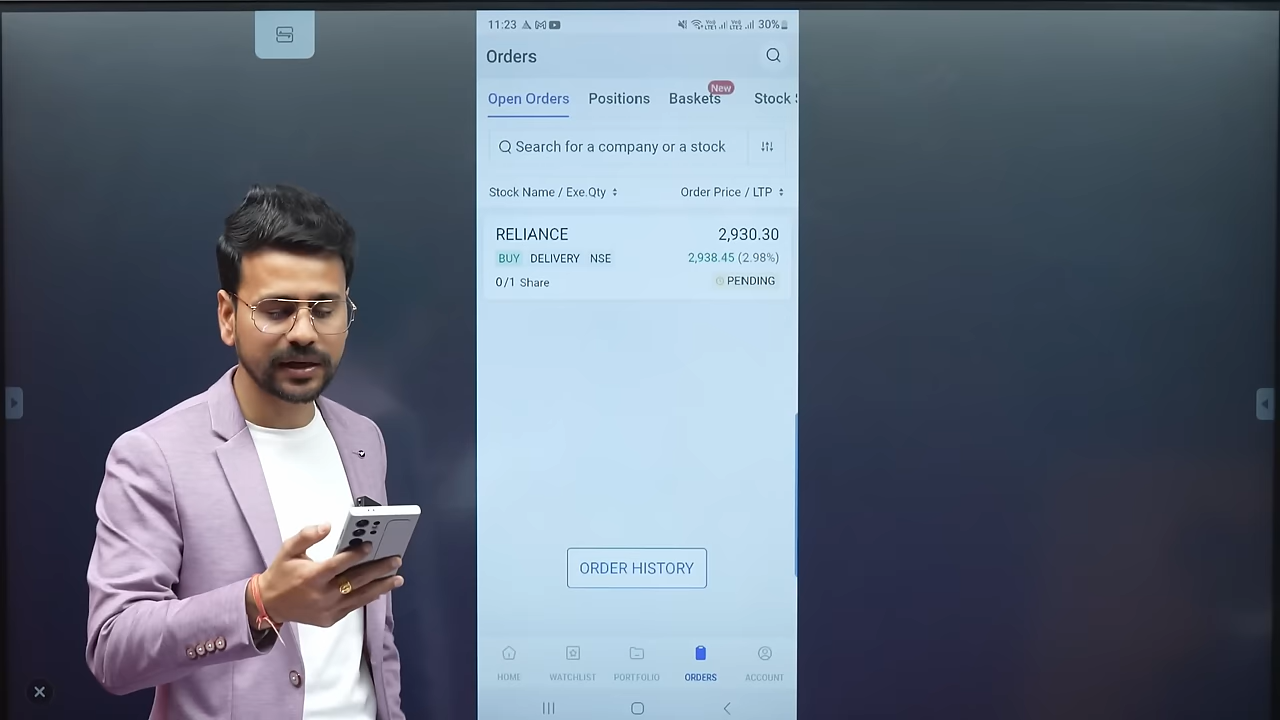 11:23
30%
Orders
Open Orders
Positions
Baskets
New
Stock
Search for a company or a stock
Stock Name / Exe.Qty
Order Price / LTP
RELIANCE
2,930.30
BUY
DELIVERY
NSE
2,938.45 (2.98%)
0/1 Share
PENDING
ORDER HISTORY
HOME
WATCHLIST
PORTFOLIO
ORDERS
ACCOUNT